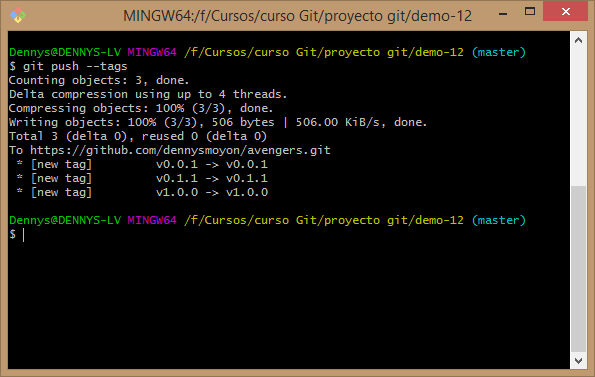 MINGW64:/f/Cursos/curso Git/proyecto git/demo-12
Dennys@DENNYS-LV MINGW64 /f/Cursos/curso Git/proyecto git/demo-12 (master)
$ git push --tags
Counting objects: 3, done.
Delta compression using up to 4 threads.
Compressing objects: 100% (3/3), done.
Writing objects: 100% (3/3), 506 bytes | 506.00 KiB/s, done.
Total 3 (delta 0), reused 0 (delta 0)
To https://github.com/dennysmoyon/avengers.git
 * [new tag]         v0.0.1 -> v0.0.1
 * [new tag]         v0.1.1 -> v0.1.1
 * [new tag]         v1.0.0 -> v1.0.0
Dennys@DENNYS-LV MINGW64 /f/Cursos/curso Git/proyecto git/demo-12 (master)
$